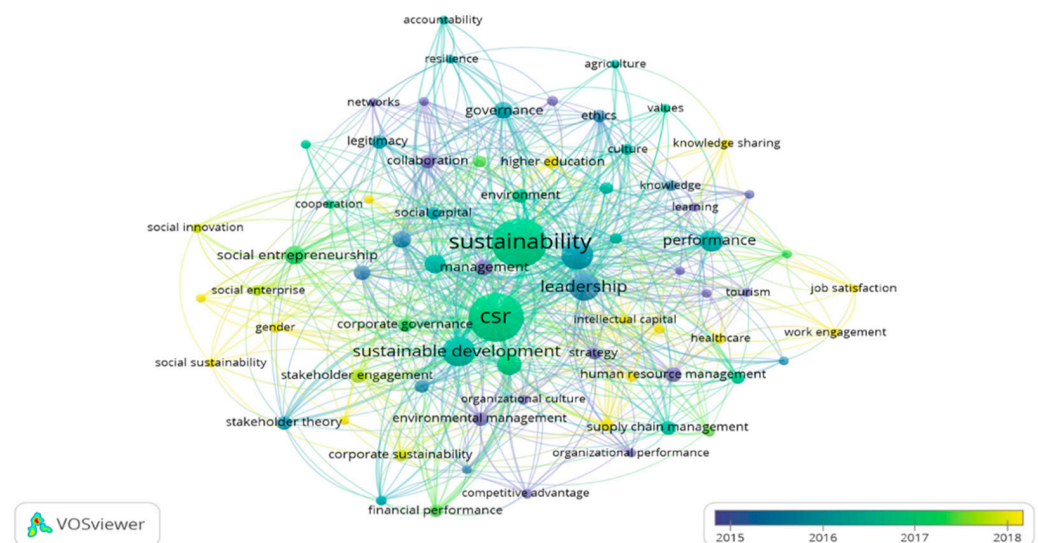 accountability
resilience
agriculture
networks
governance
ethics
values
legitimacy
culture
knowledge sharing
collaboration
higher education
environment
knowledge
cooperation
social capital
learning
social innovation
sustainability
performance
social entrepreneurship
management
leadership
social enterprise
tourism
job satisfaction
csr
intellectual capital
gender
corporate governance
healthcare
work engagement
sustainable development
strategy
social sustainability
stakeholder engagement
human resource management
organizational culture
stakeholder theory
environmental management
supply chain management
corporate sustainability
organizational performance
competitive advantage
financial performance
VOSviewer
2015 2016 2017 2018